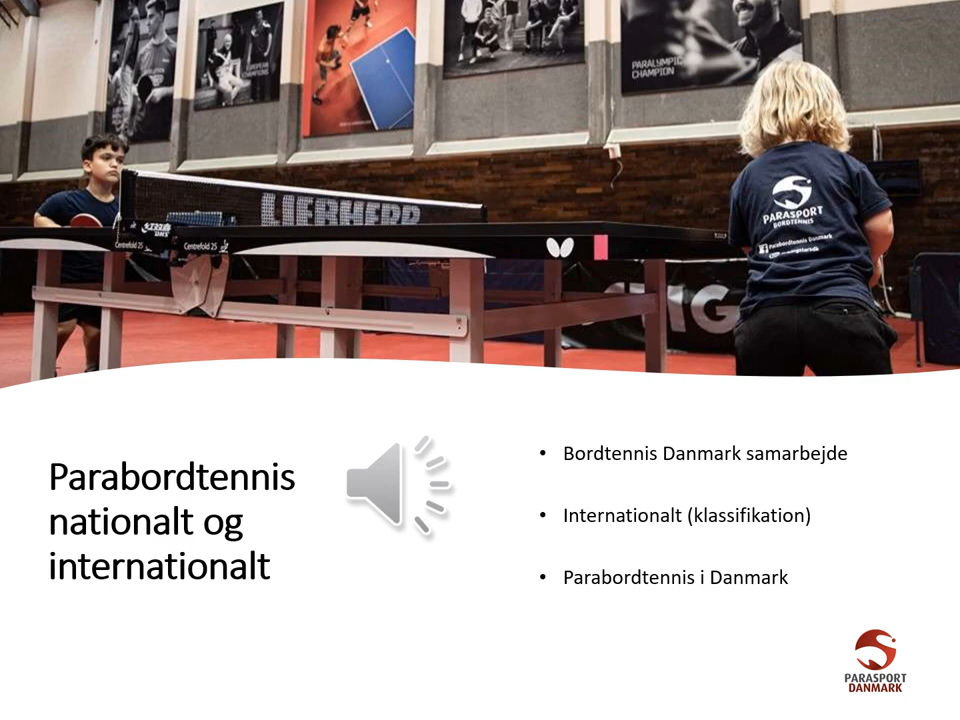 EUROPEAN
CHAMPIONS
PARALYMPIC
CHAMPION
LIEBHERR
Centrefold 25
Centrefold 25
PARASPORT
BORDTENNIS
Parabordtennis Danmark
Parabordtennis
nationalt og
internationalt
• Bordtennis Danmark samarbejde
• Internationalt (klassifikation)
• Parabordtennis i Danmark
PARASPORT
DANMARK